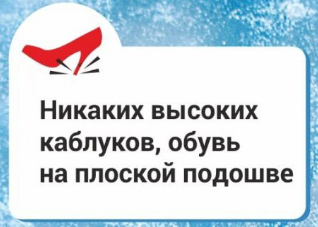 Никаких высоких
каблуков, обувь
на плоской подошве